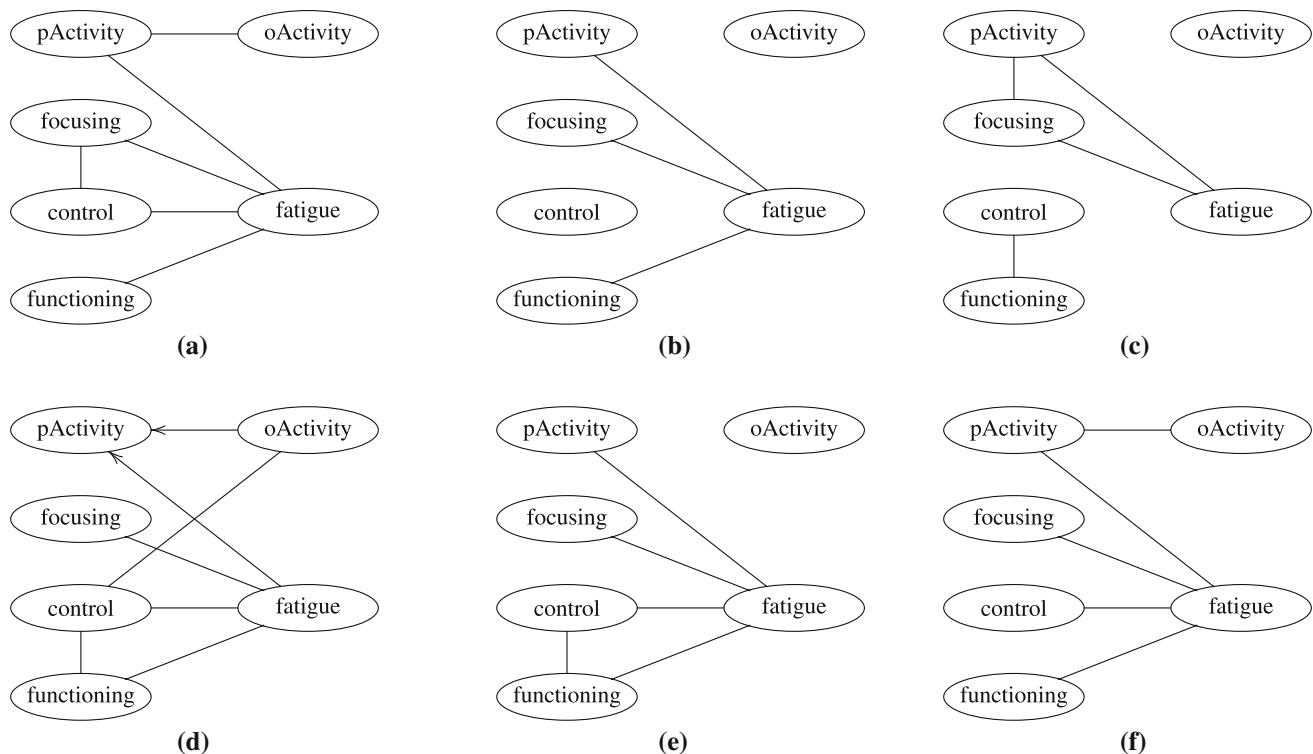 pActivity oActivity pActivity oActivity pActivity oActivity
focusing focusing focusing
control fatigue control fatigue control fatigue
functioning functioning functioning
(a) (b) (c)
pActivity oActivity pActivity oActivity pActivity oActivity
focusing focusing focusing
control fatigue control fatigue control fatigue
functioning functioning functioning
(d) (e) (f)